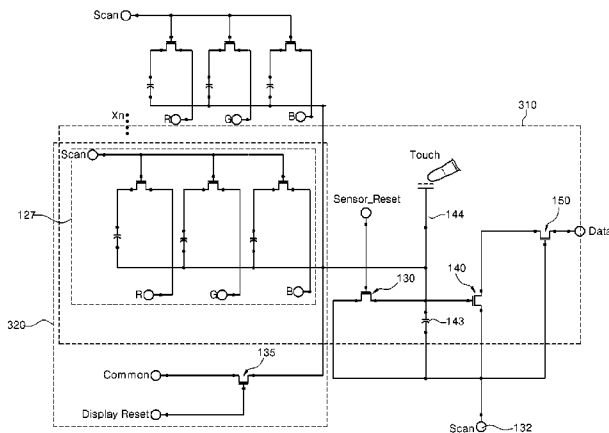 Scan
R
G
B
Xn
310
Scan
Touch
127
Sensor_Reset
144
150
Data
130
140
R
G
B
143
320
135
Common
Display Reset
Scan
132